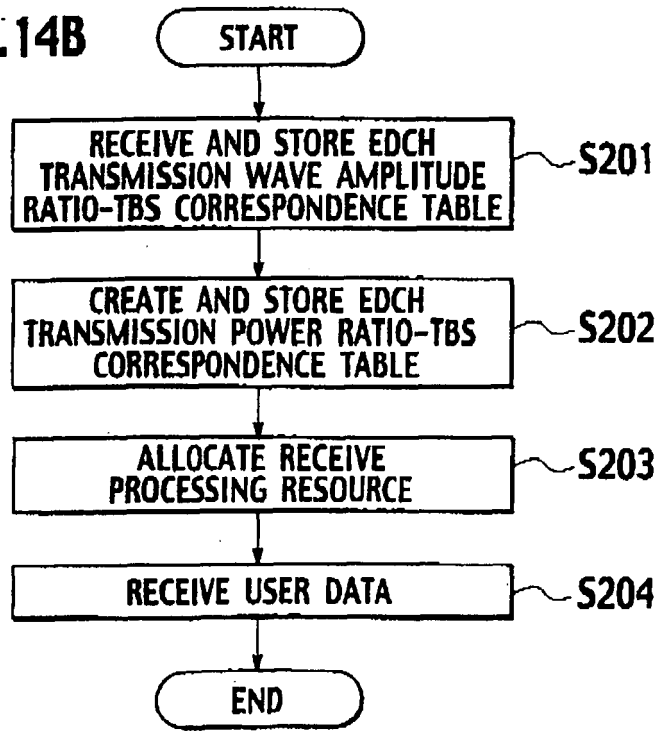 .14B
START
RECEIVE AND STORE EDCH
TRANSMISSION WAVE AMPLITUDE
RATIO-TBS CORRESPONDENCE TABLE
S201
CREATE AND STORE EDCH
TRANSMISSION POWER RATIO-TBS
CORRESPONDENCE TABLE
S202
ALLOCATE RECEIVE
PROCESSING RESOURCE
S203
RECEIVE USER DATA
S204
END